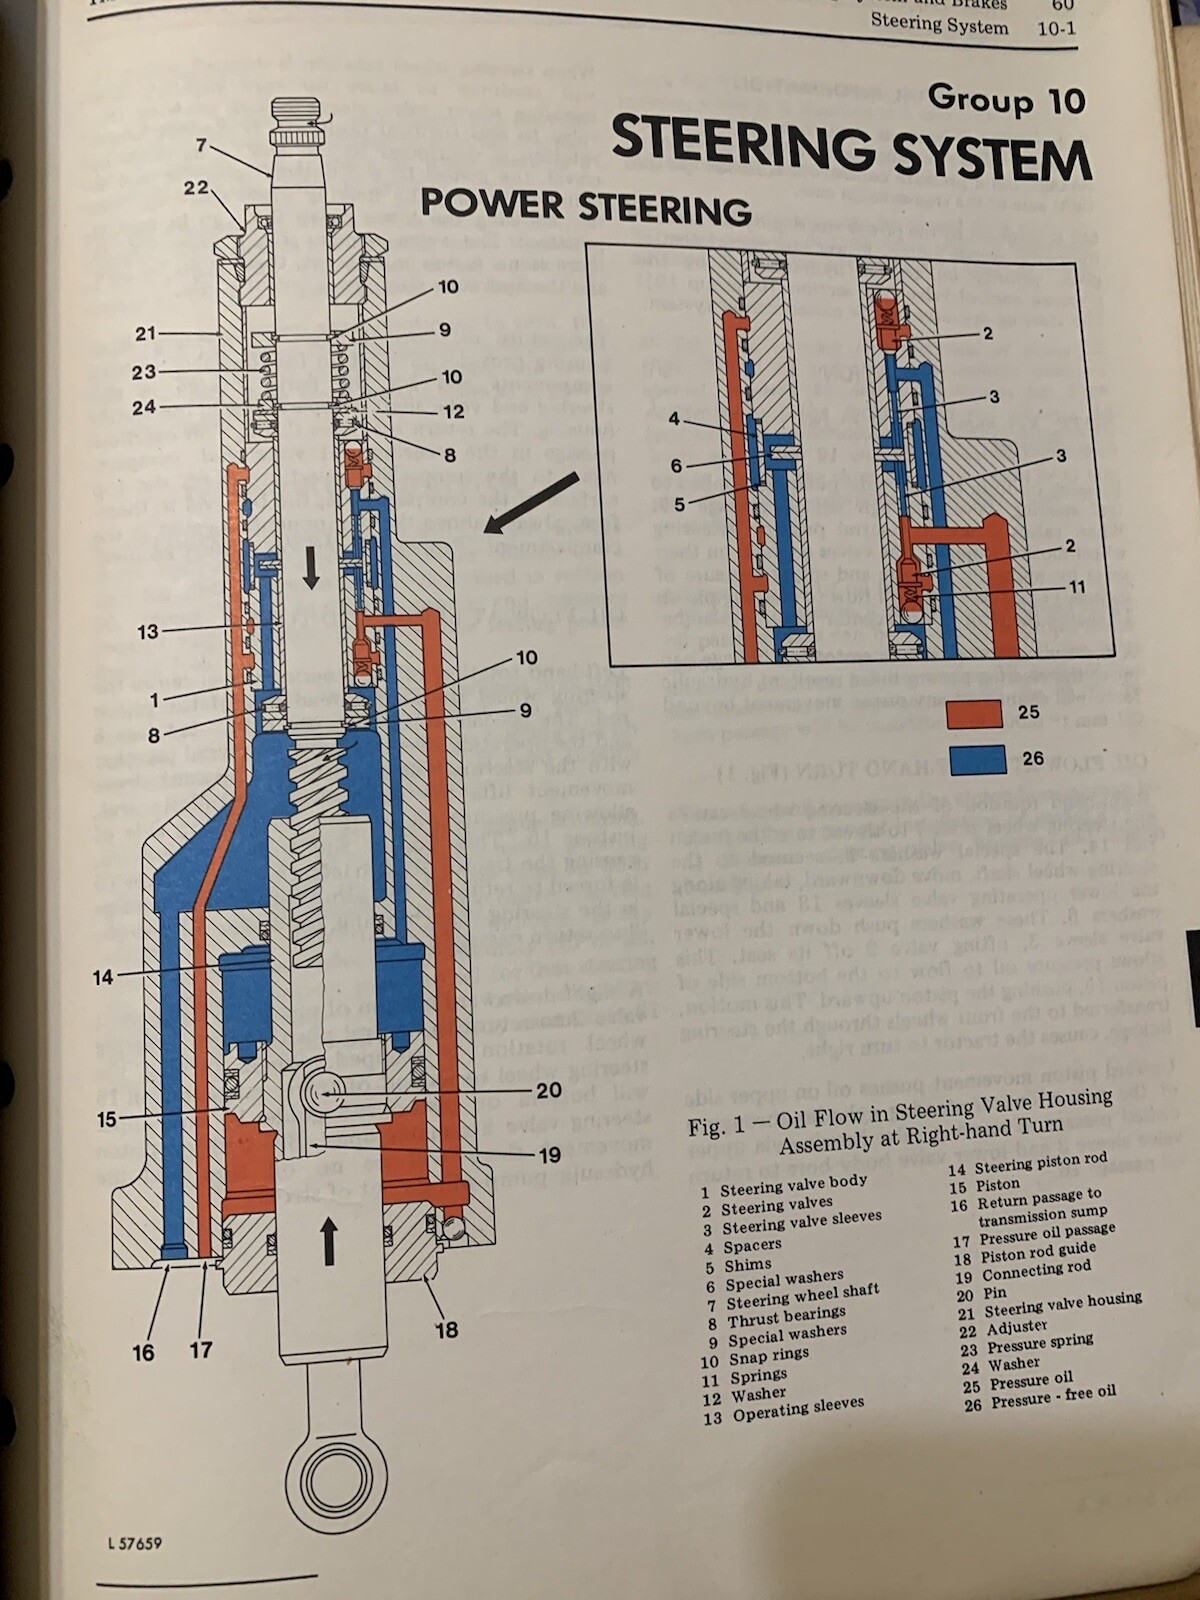 and Brakes 60
Steering System 10-1
Group 10
STEERING SYSTEM
POWER STEERING
7
22
21
23
24
10
9
10
12
8
13
1
8
10
9
14
15
20
19
16
17
18
4
6
5
2
3
3
2
11
25
26
Fig. 1 — Oil Flow in Steering Valve Housing
Assembly at Right-hand Turn
1 Steering valve body
2 Steering valves
3 Steering valve sleeves
4 Spacers
5 Shims
6 Special washers
7 Steering wheel shaft
8 Thrust bearings
9 Special washers
10 Snap rings
11 Springs
12 Washer
13 Operating sleeves
14 Steering piston rod
15 Piston
16 Return passage to
transmission sump
17 Pressure oil passage
18 Piston rod guide
19 Connecting rod
20 Pin
21 Steering valve housing
22 Adjuster
23 Pressure spring
24 Washer
25 Pressure oil
26 Pressure - free oil
L 57659